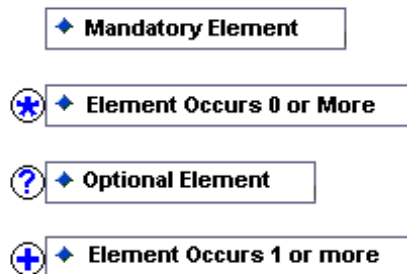 Mandatory Element
* Element Occurs 0 or More
? Optional Element
+ Element Occurs 1 or more